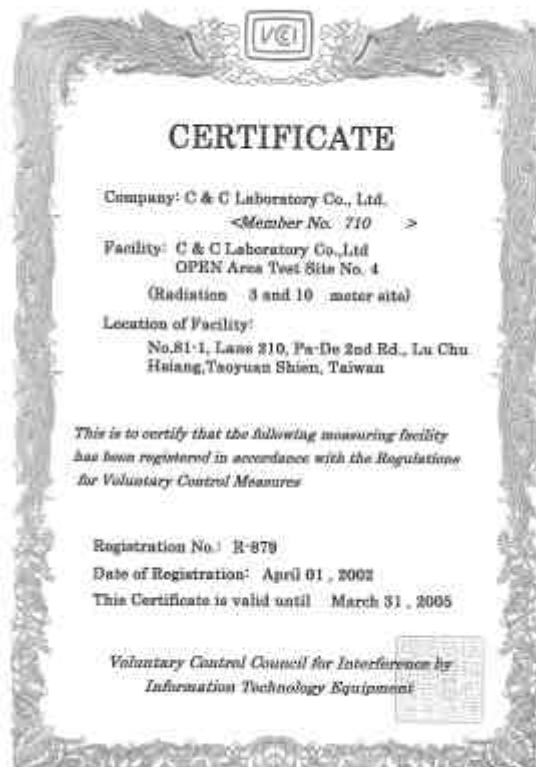 VCCI
CERTIFICATE
Company: C & C Laboratory Co., Ltd.
<Member No. 710 >
Facility: C & C Laboratory Co.,Ltd
OPEN Area Test Site No. 4
(Radiation 3 and 10 meter site)
Location of Facility:
No.81-1, Lane 210, Pa-De 2nd Rd., Lu Chu
Hsiang,Taoyuan Shien, Taiwan
This is to certify that the following measuring facility
has been registered in accordance with the Regulations
for Voluntary Control Measures
Registration No.: R-879
Date of Registration: April 01 , 2002
This Certificate is valid until March 31 , 2005
Voluntary Control Council for Interference by
Information Technology Equipment